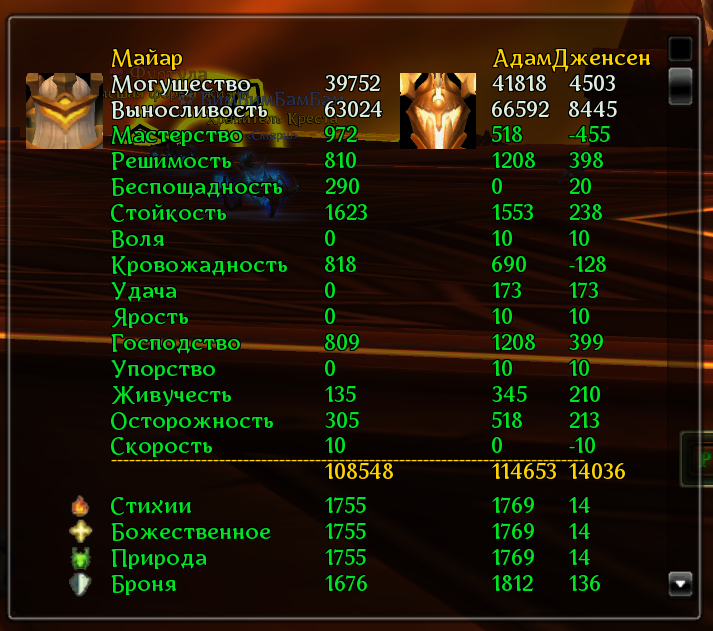 Майар АдамДженсен
Могущество 39752 41818 4503
Выносливость 63024 66592 8445
Мастерство 972 518 -455
Решимость 810 1208 398
Беспощадность 290 0 20
Стойкость 1623 1553 238
Воля 0 10 10
Кровожадность 818 690 -128
Удача 0 173 173
Ярость 0 10 10
Господство 809 1208 399
Упорство 0 10 10
Живучесть 135 345 210
Осторожность 305 518 213
Скорость 10 0 -10
108548 114653 14036
Стихии 1755 1769 14
Божественное 1755 1769 14
Природа 1755 1769 14
Броня 1676 1812 136